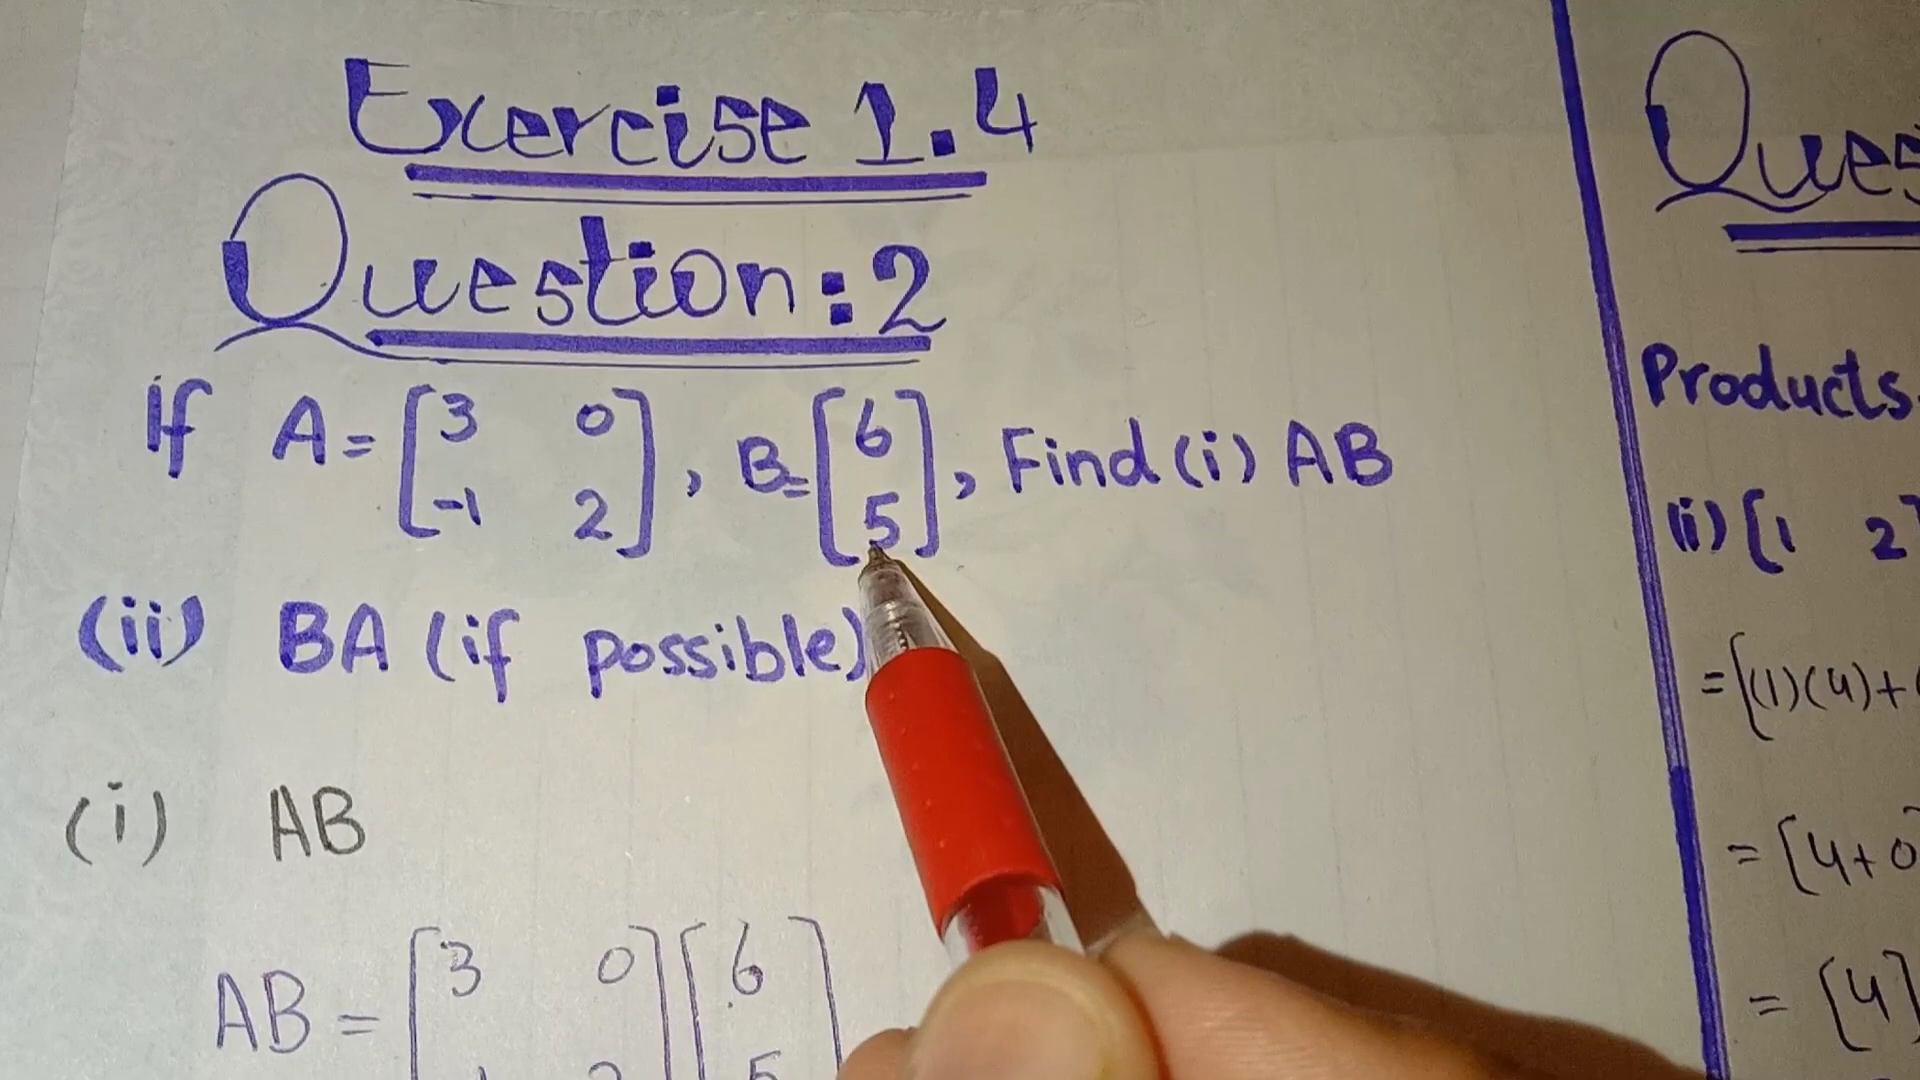 Exercise 1.4
Question:2
If A = [3 0
-1 2], B = [6
5], Find (i) AB
(ii) BA (if possible)
(i) AB
AB = [3 0] [6
5
Products.
(i) [1 2]
= [(1)(4)+
= [4+0]
= [4]